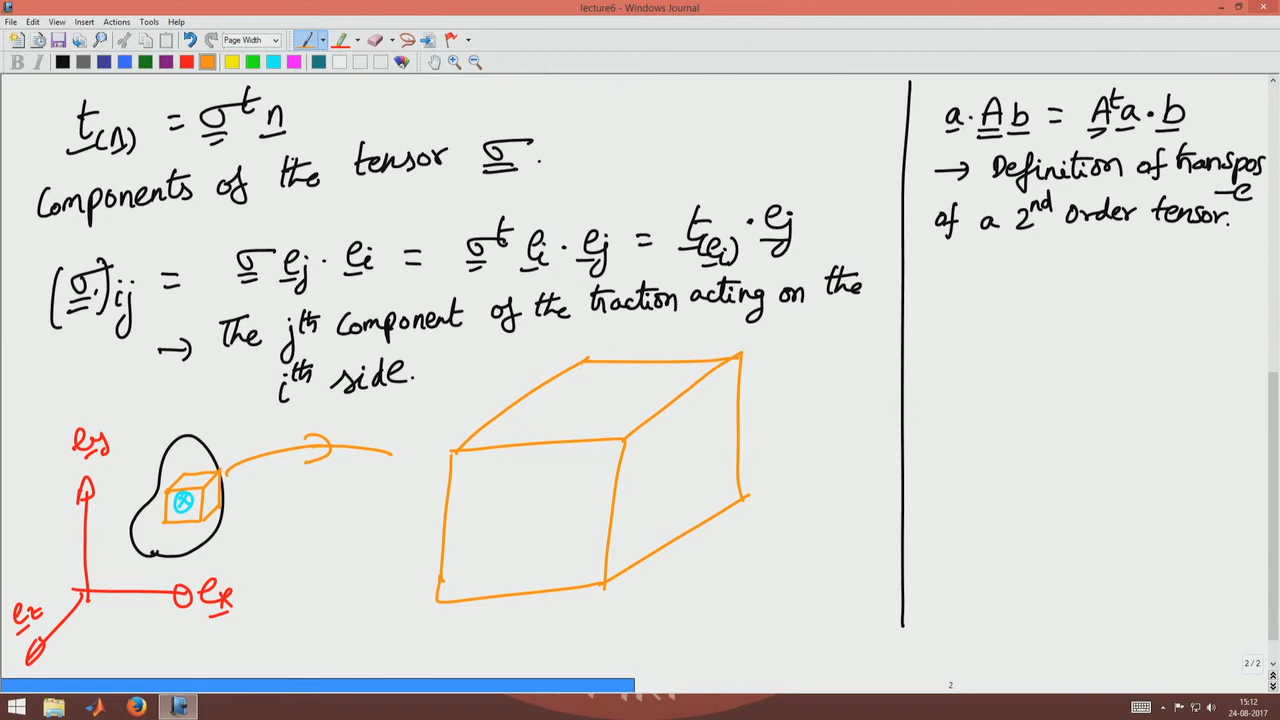 lecture6 - Windows Journal
File Edit View Insert Actions Tools Help
Page Width
B I
t(n) = σᵗ n
Components of the tensor σ.
(σ)ij = σ ej · ei = σᵗ ei · ej = t(ei) · ej
→ The jth component of the traction acting on the
ith side.
ey
ex
ez
a · A b = Aᵗa · b
→ Definition of transpos
-e
of a 2nd order tensor.
2/2
2
15:12
24-08-2017